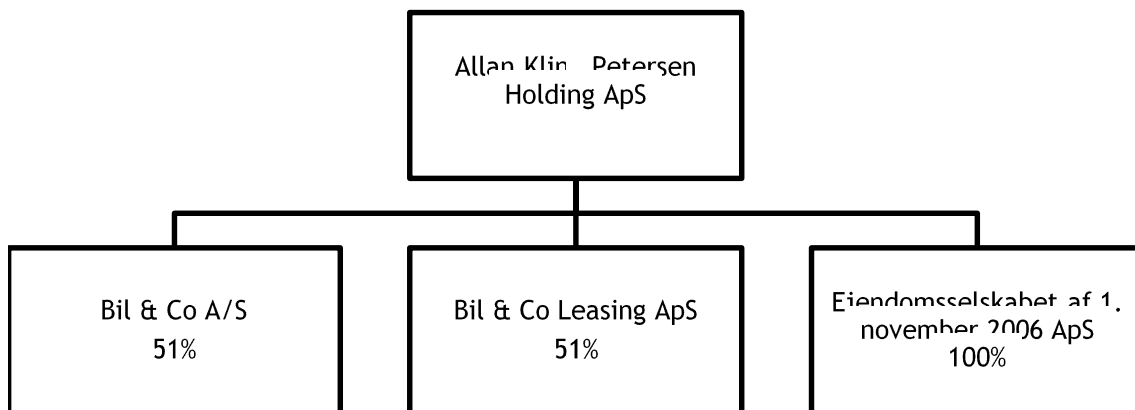 Allan Petersen
Holding ApS
Bil & Co A/S
51%
Bil & Co Leasing ApS
51%
Ejendomsselskabet af 1.
november 2006 ApS
100%